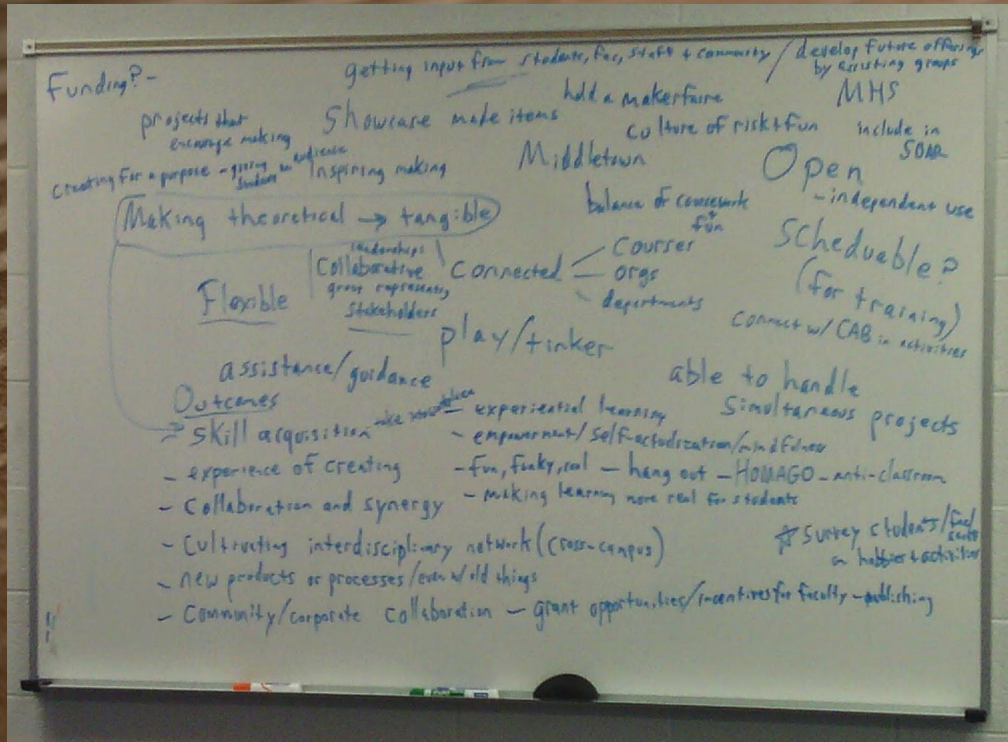 getting input from students, fac, staff + community / develop future offerings
by assisting groups
Funding? -
hold a makerfaire
MHS
projects that
encourage making
Showcase made items
culture of risk + fun
include in
SOAR
Creating for a purpose - giving
students an audience
Inspiring making
Middletown
Open
- independent use
Making theoretical → tangible
balance of coursework
+
fun
Scheduable?
(for training)
Flexible
Collaborative
group representing
Stakeholders
Connected
Courses
orgs
departments
connect w/ CAB in activities
play/tinker
assistance/guidance
able to handle
Simultaneous projects
Outcomes
skill acquisition
- experiential learning
- empowerment/self-actualization/mindfulness
- experience of creating
- fun, funky, cool - hang out - HOMAGO - anti-classroom
- Collaboration and synergy
- making learning more real for students
- Cultivating interdisciplinary network (cross-campus)
☆ Survey students/fac/
on hobbies + activities
- new products or processes/even w/ old things
- Community/corporate collaboration - grant opportunities/incentives for faculty - publishing